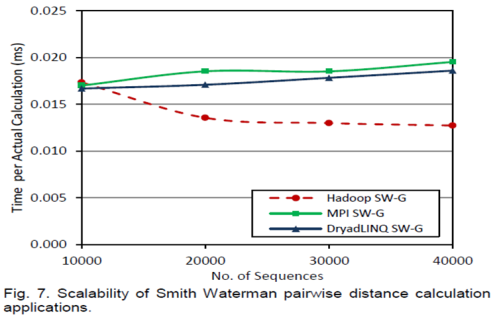 0.025
0.020
0.015
0.010
0.005
0.000
Time per Actual Calculation (ms)
Hadoop SW-G
MPI SW-G
DryadLINQ SW-G
10000 20000 30000 40000
No. of Sequences
Fig. 7. Scalability of Smith Waterman pairwise distance calculation
applications.